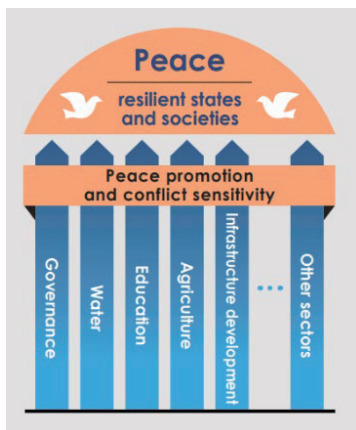 Peace
resilient states
and societies
Peace promotion
and conflict sensitivity
Governance
Water
Education
Agriculture
Infrastructure development
...
Other sectors